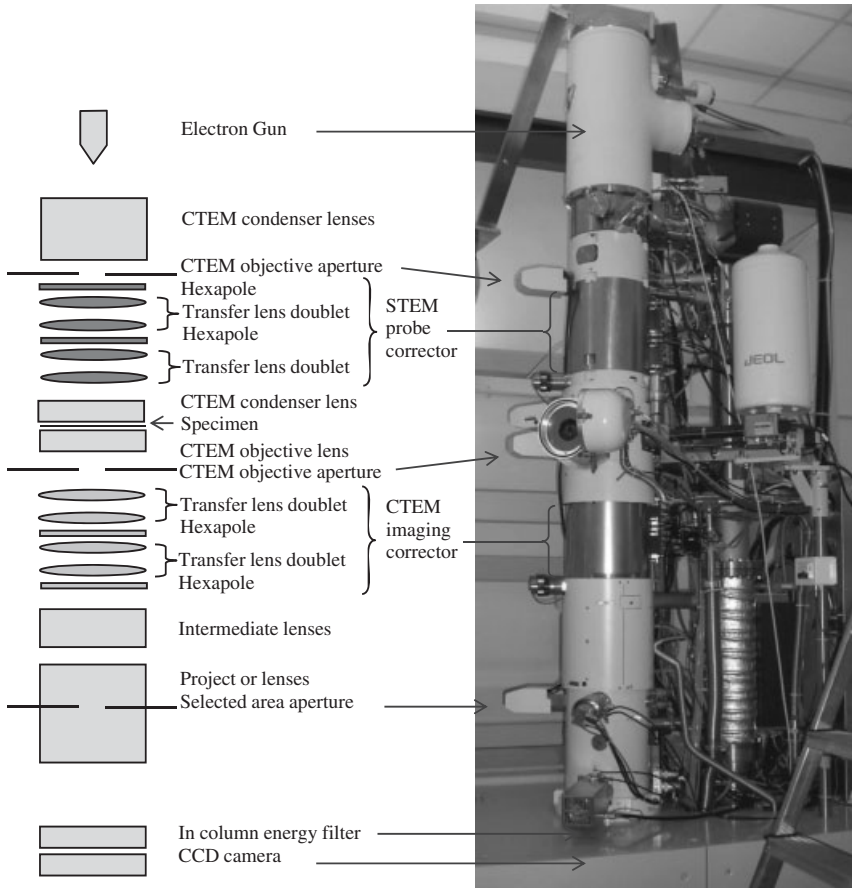 Electron Gun
CTEM condenser lenses
CTEM objective aperture
Hexapole
Transfer lens doublet
Hexapole
Transfer lens doublet
STEM
probe
corrector
CTEM condenser lens
Specimen
CTEM objective lens
CTEM objective aperture
Transfer lens doublet
Hexapole
Transfer lens doublet
Hexapole
CTEM
imaging
corrector
Intermediate lenses
Project or lenses
Selected area aperture
In column energy filter
CCD camera
JEOL